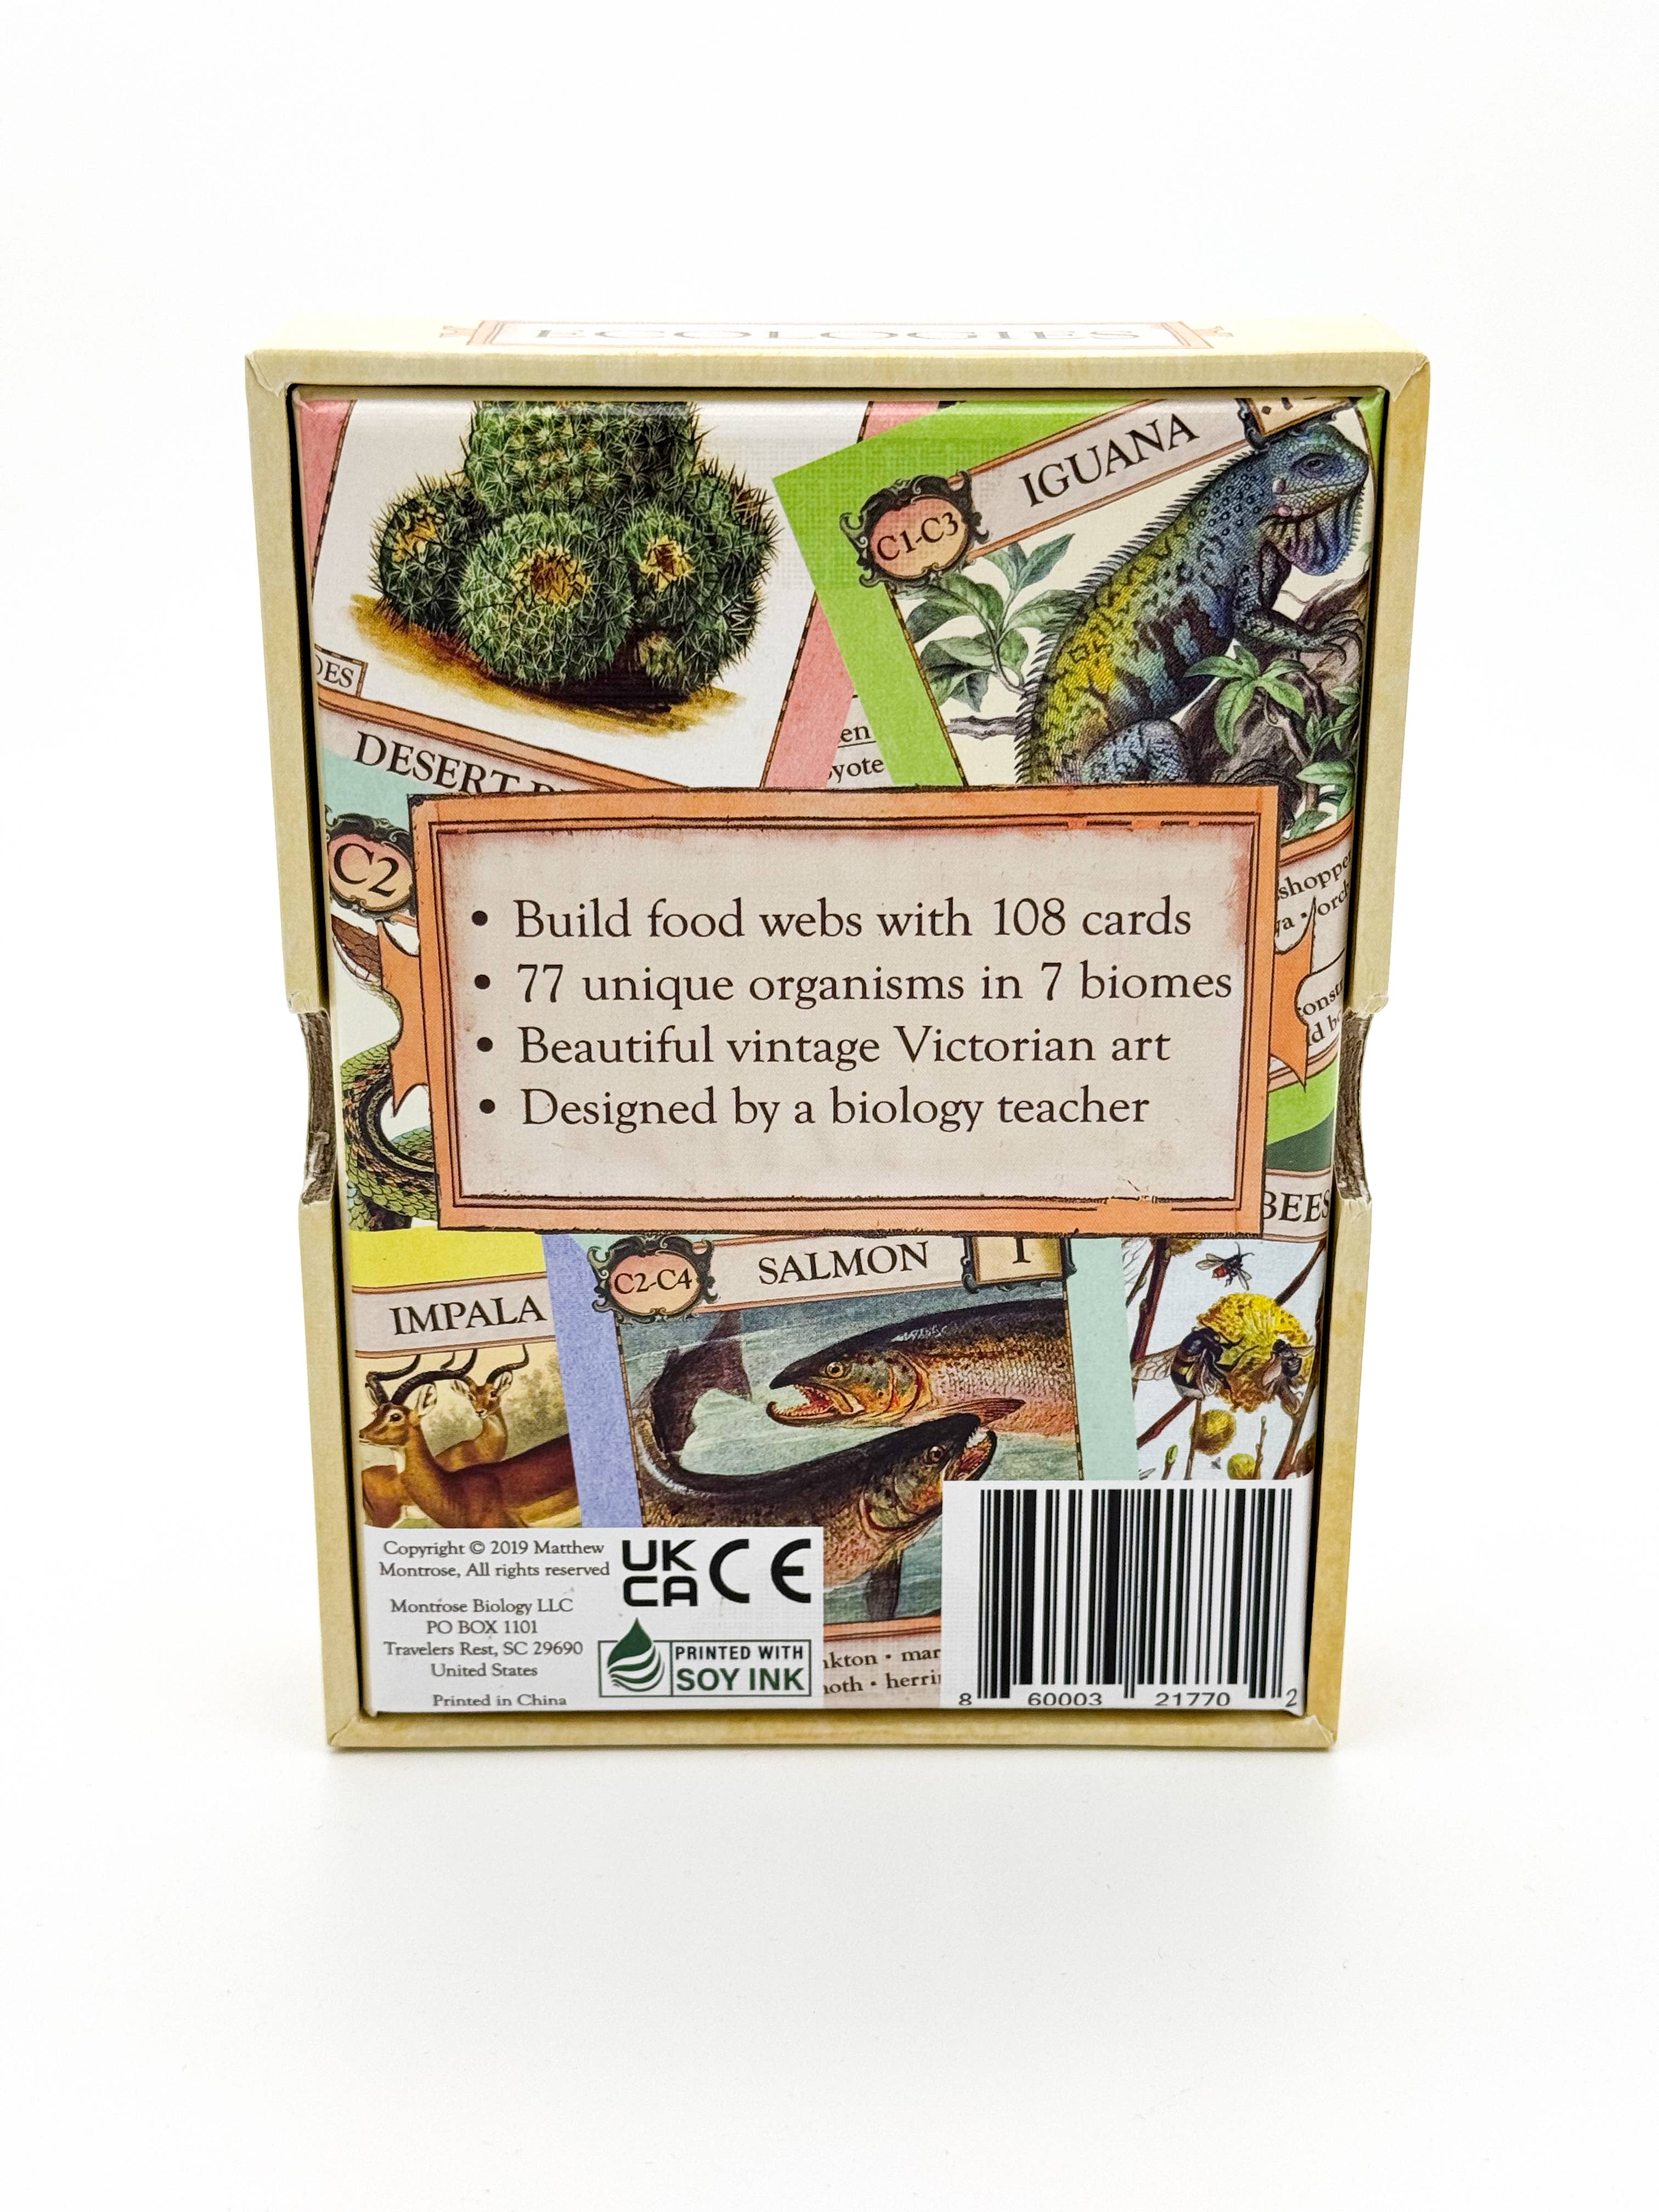 ECOLOGIES
IGUANA
C1-C3
DESERT
C2
• Build food webs with 108 cards
• 77 unique organisms in 7 biomes
• Beautiful vintage Victorian art
• Designed by a biology teacher
BEES
SALMON
1
C2-C4
IMPALA
Copyright © 2019 Matthew
Montrose, All rights reserved
Montrose Biology LLC
PO BOX 1101
Travelers Rest, SC 29690
United States
Printed in China
UK
CA CE
PRINTED WITH
SOY INK
8 60003 21770 2